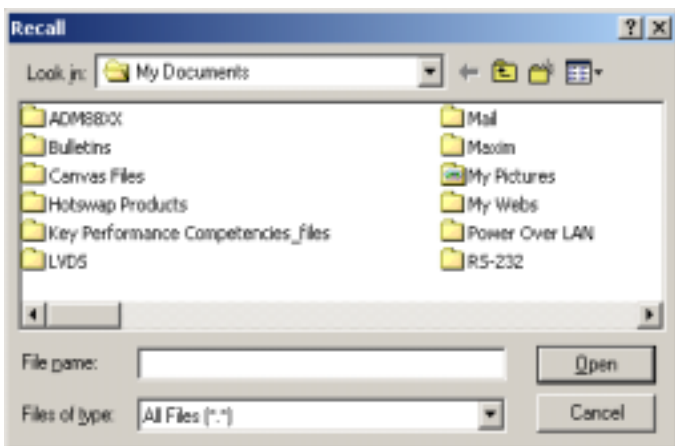 Recall
Look in: My Documents
ADM88XX
Bulletins
Canvas Files
Hotswap Products
Key Performance Competencies_files
LVDS
Mail
Maxim
My Pictures
My Webs
Power Over LAN
RS-232
File name:
Open
Files of type: All Files (*.*)
Cancel